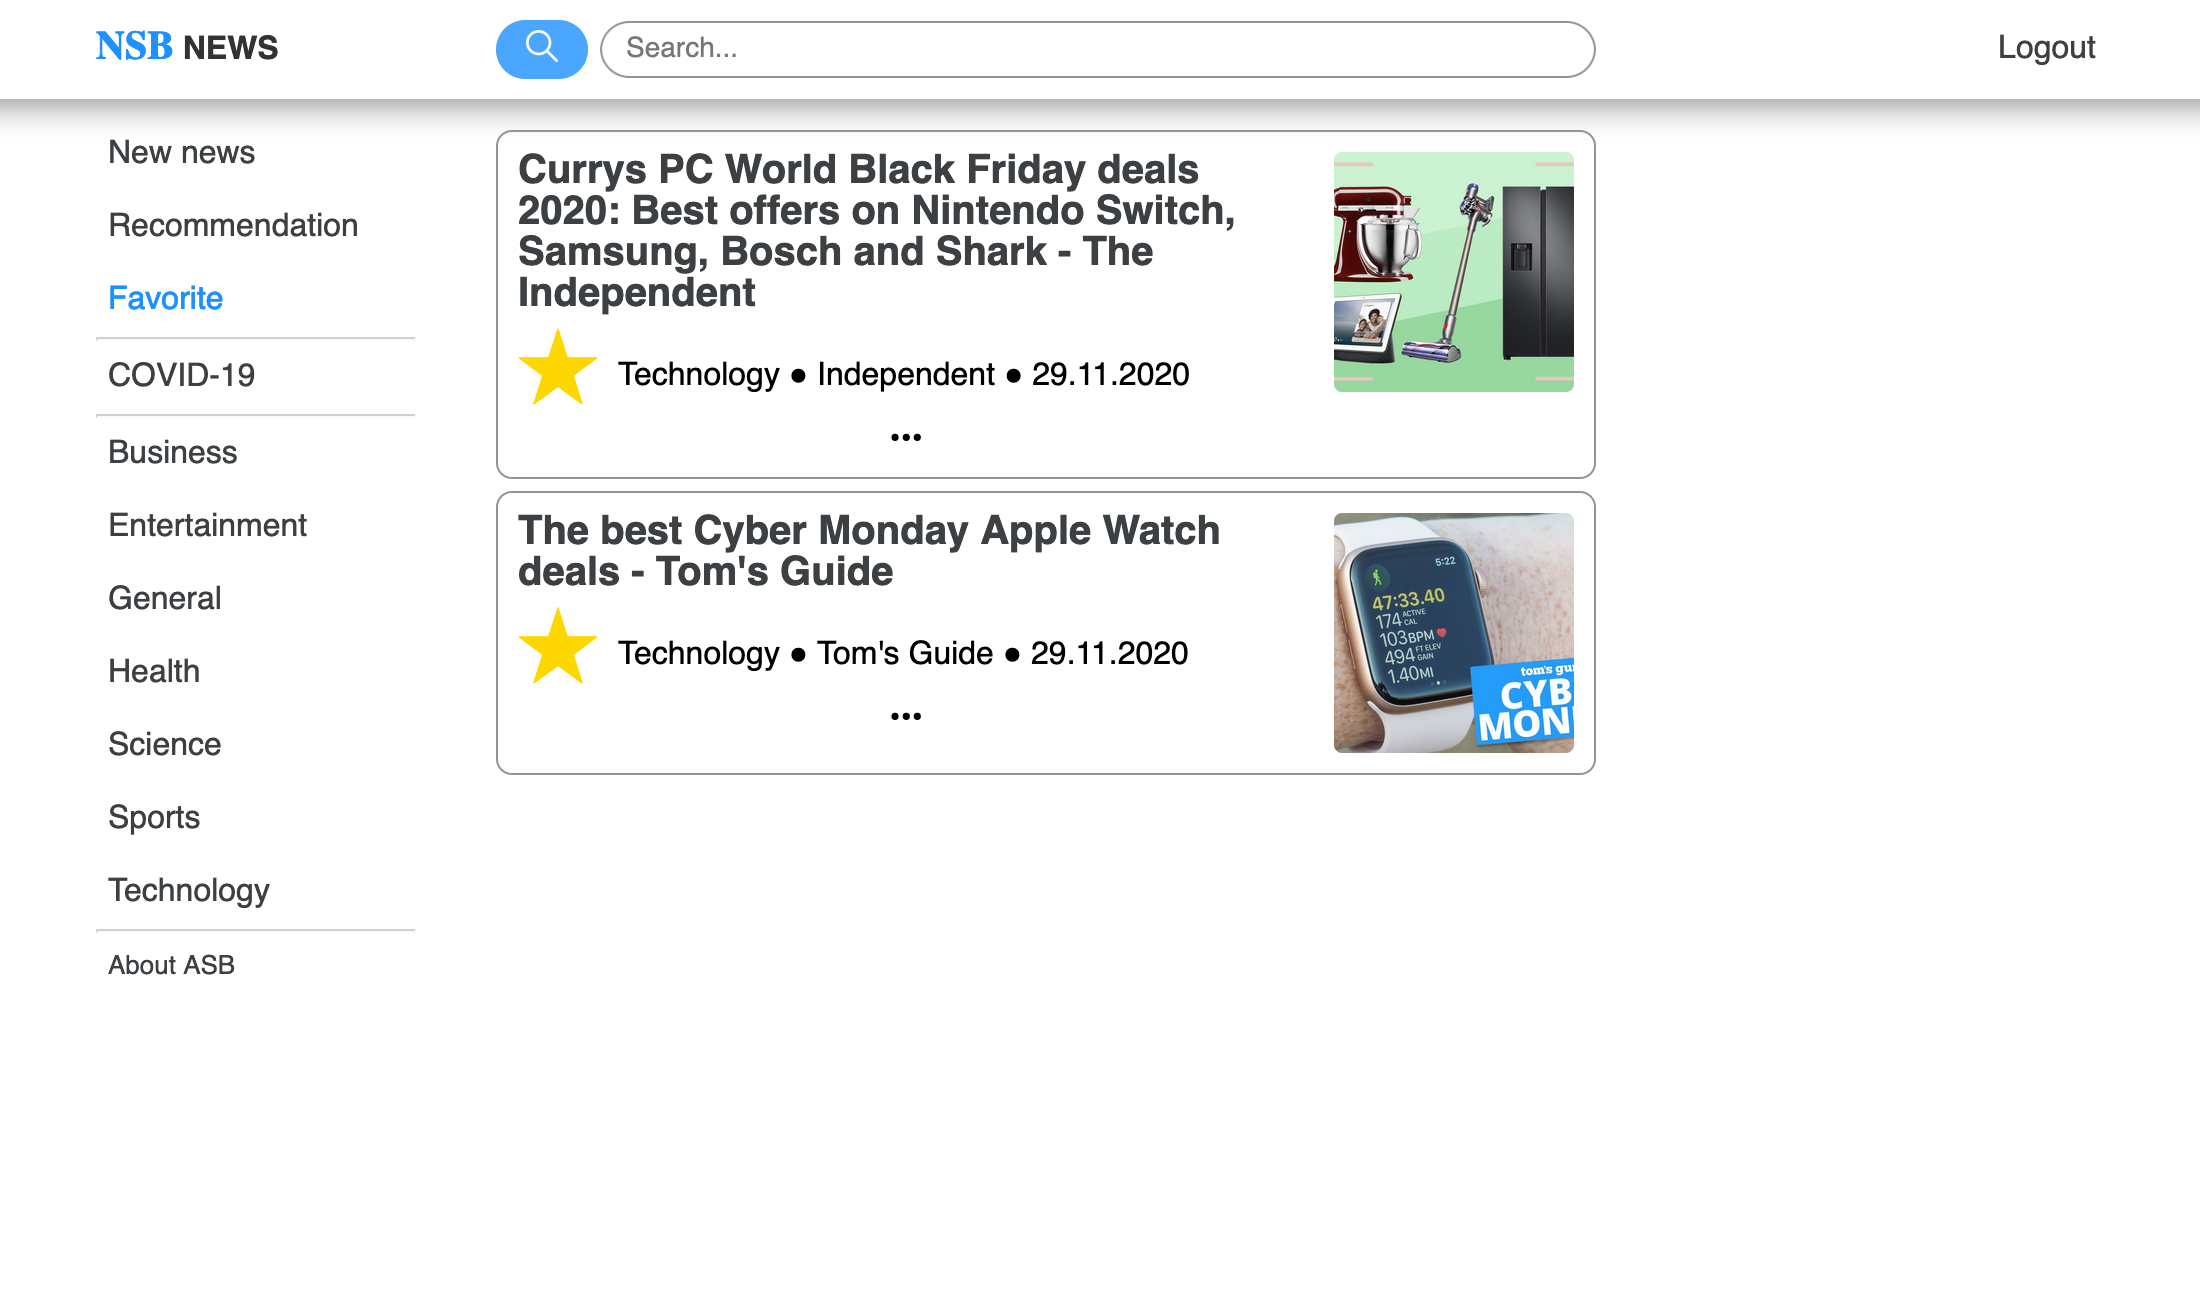 NSB NEWS
Search...
Logout
New news
Recommendation
Favorite
COVID-19
Business
Entertainment
General
Health
Science
Sports
Technology
About ASB
Currys PC World Black Friday deals
2020: Best offers on Nintendo Switch,
Samsung, Bosch and Shark - The
Independent
Technology ● Independent ● 29.11.2020
•••
The best Cyber Monday Apple Watch
deals - Tom's Guide
Technology ● Tom's Guide ● 29.11.2020
•••
5:22
47:33.40
174 ACTIVE CAL
103BPM
494 FT ELEV GAIN
1.40MI
tom's gu
CYB
MON